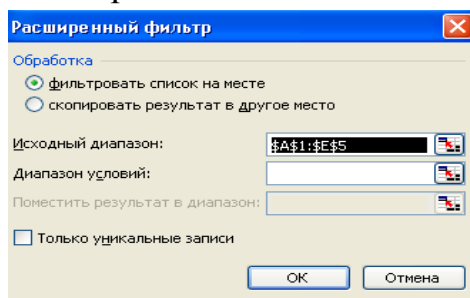 Расширенный фильтр
Обработка
фильтровать список на месте
скопировать результат в другое место
Исходный диапазон: $A$1:$E$5
Диапазон условий:
Поместить результат в диапазон:
Только уникальные записи
ОК Отмена